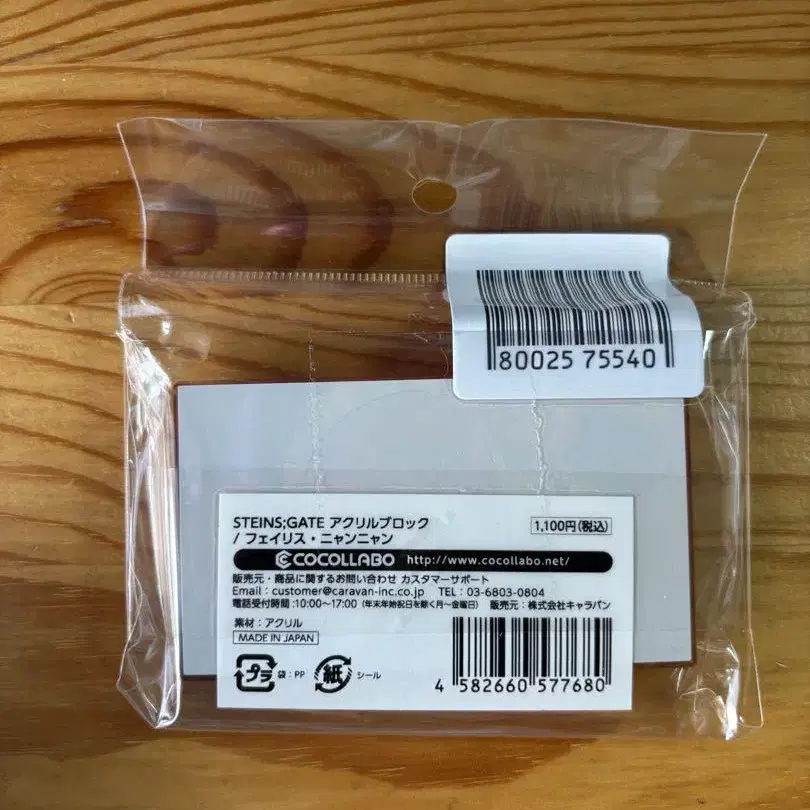 80025 75540
STEINS;GATE アクリルブロック
/ フェイリス・ニャンニャン
1,100円(税込)
COCOLLABO http://www.cocollabo.net/
販売元・商品に関するお問い合わせ カスタマーサポート
Email : customer@caravan-inc.co.jp TEL : 03-6803-0804
電話受付時間 :10:00~17:00 (年末年始祝日を除く月~金曜日) 販売元 : 株式会社キャラバン
素材 : アクリル
MADE IN JAPAN
プラ 袋 : PP 紙 シール
4 582660 577680